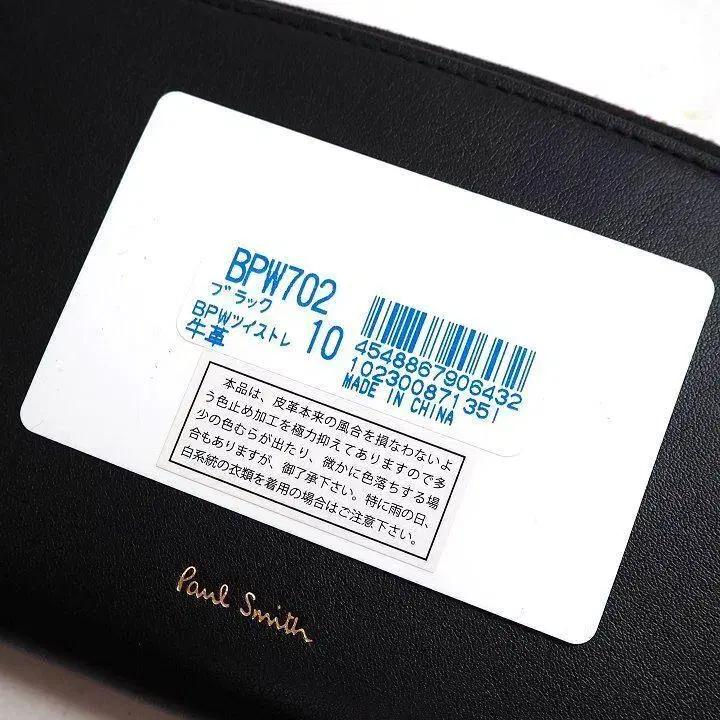 BPW702
ブラック
BPWツイストレ 10
牛革
4548867906432
102300871351
MADE IN CHINA
本品は、皮革本来の風合を損なわないよ
う色止め加工を極力抑えてありますので多
少の色むらが出たり、微かに色落ちする場
合もありますが、御了承下さい。特に雨の日、
白系統の衣類を着用の場合はご注意下さい。
Paul Smith